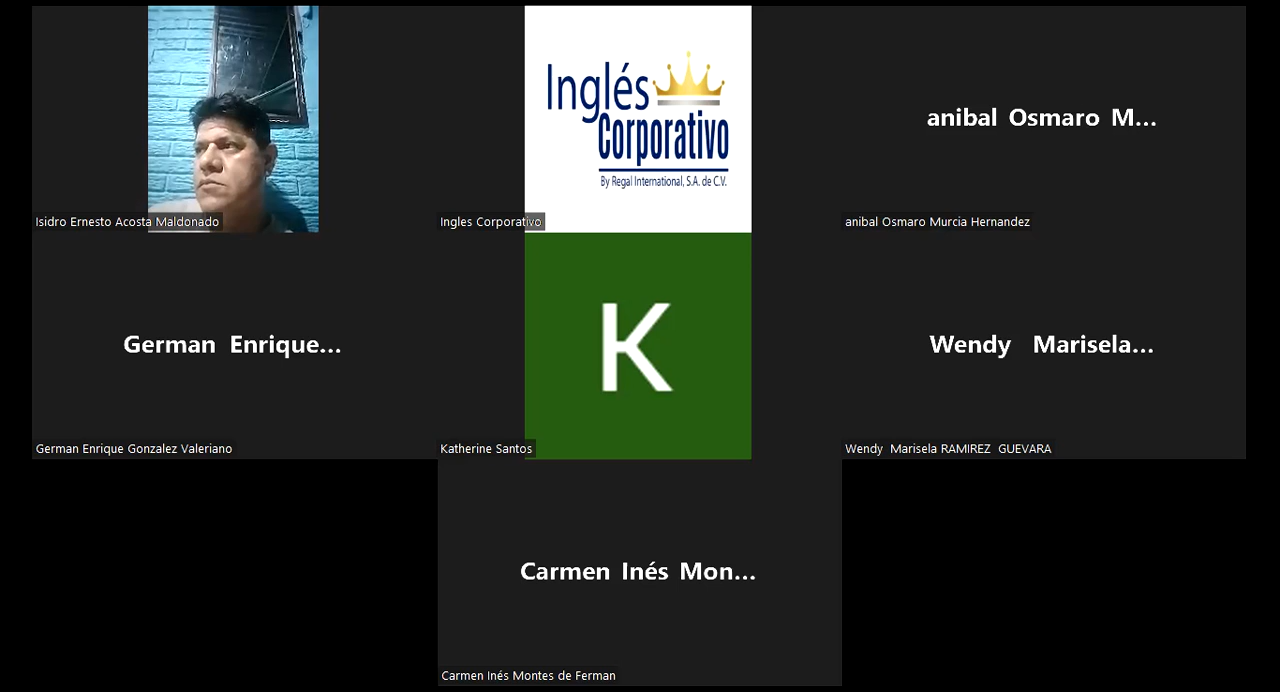 Inglés
Corporativo
By Regal International, S.A. de C.V.
anibal Osmaro M...
Isidro Ernesto Acosta Maldonado
Ingles Corporativo
anibal Osmaro Murcia Hernandez
German Enrique...
K
Wendy Marisela...
German Enrique Gonzalez Valeriano
Katherine Santos
Wendy Marisela RAMIREZ GUEVARA
Carmen Inés Mon...
Carmen Inés Montes de Ferman